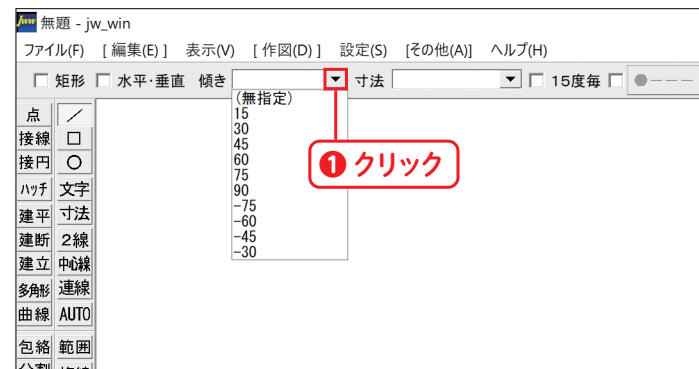 Jww 無題 - jw_win
ファイル(F) [編集(E)] 表示(V) [作図(D)] 設定(S) [その他(A)] ヘルプ(H)
矩形 水平・垂直 傾き 寸法 15度毎 ●---
(無指定)
15
30
45
60
75
90
-75
-60
-45
-30
❶クリック
点 /
接線 □
接円 ○
ハッチ 文字
建平 寸法
建断 2線
建立 中心線
多角形 連線
曲線 AUTO
包絡 範囲